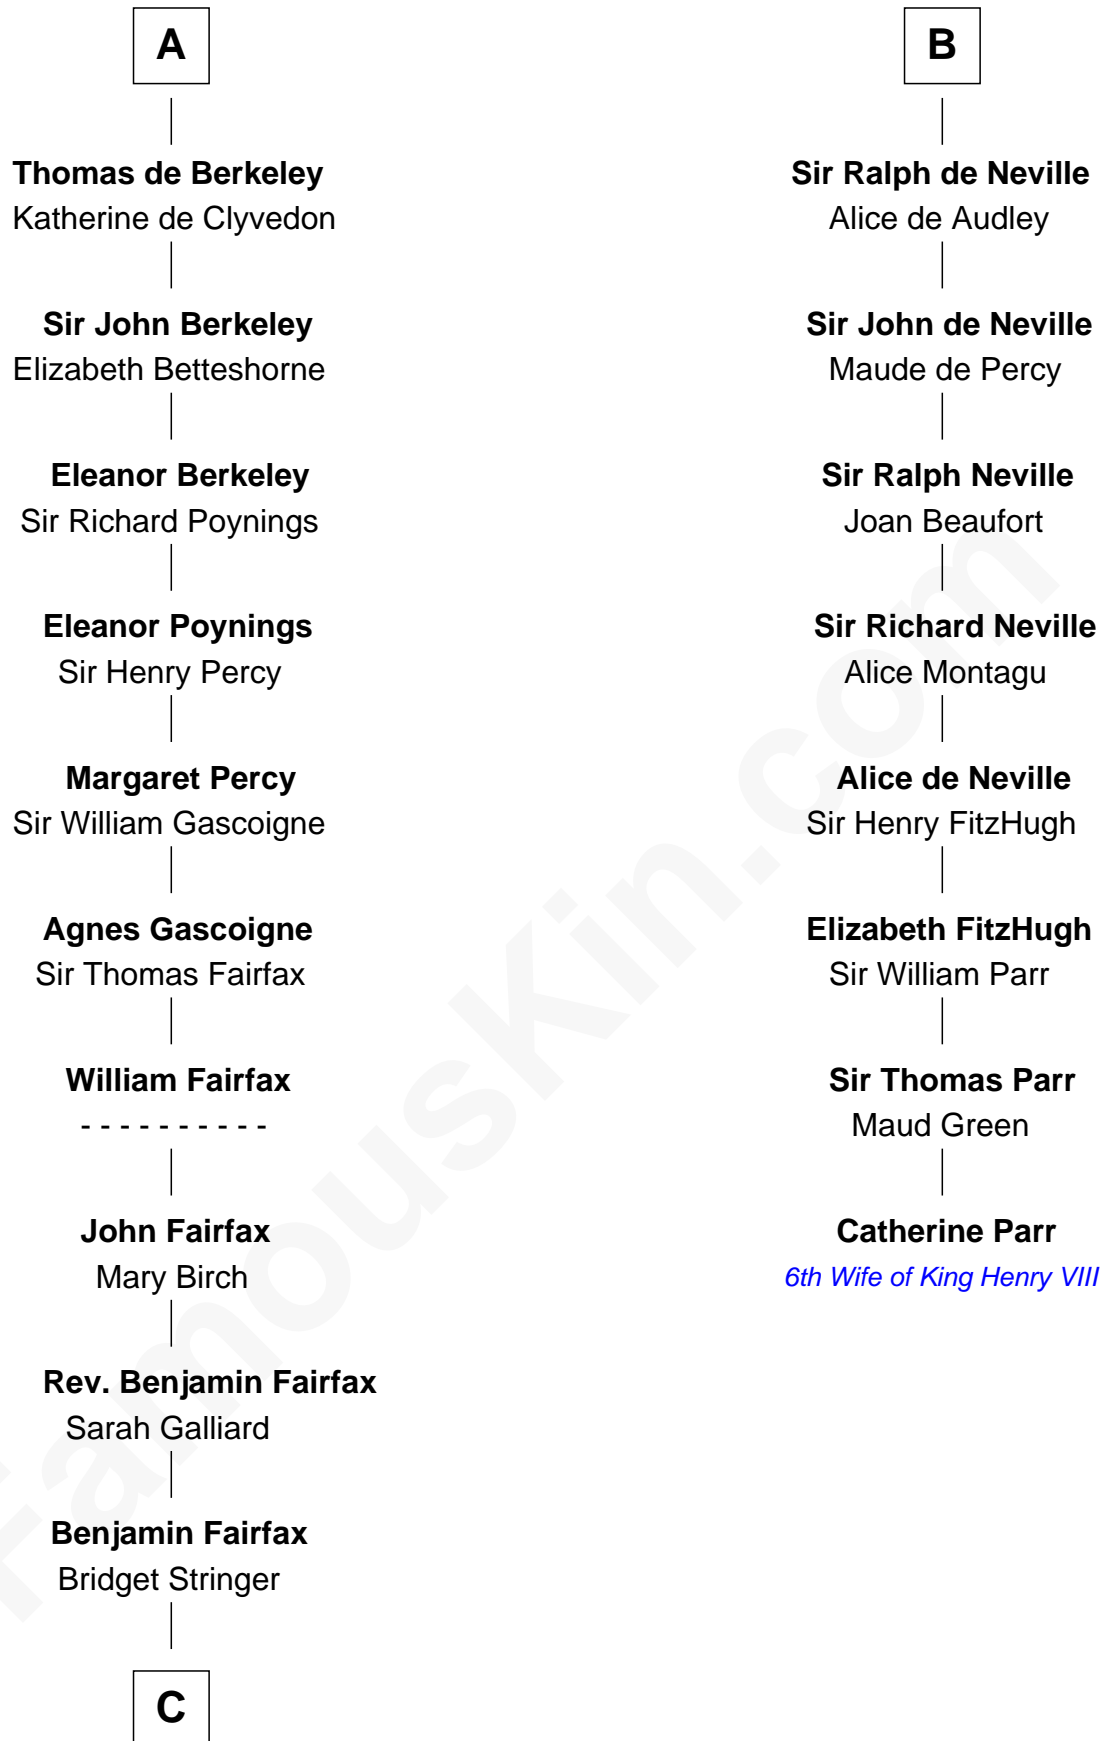 A
Thomas de Berkeley
Katherine de Clyvedon
Sir John Berkeley
Elizabeth Betteshorne
Eleanor Berkeley
Sir Richard Poynings
Eleanor Poynings
Sir Henry Percy
Margaret Percy
Sir William Gascoigne
Agnes Gascoigne
Sir Thomas Fairfax
William Fairfax
- - - - - - - - - -
John Fairfax
Mary Birch
Rev. Benjamin Fairfax
Sarah Galliard
Benjamin Fairfax
Bridget Stringer
C
B
Sir Ralph de Neville
Alice de Audley
Sir John de Neville
Maude de Percy
Sir Ralph Neville
Joan Beaufort
Sir Richard Neville
Alice Montagu
Alice de Neville
Sir Henry FitzHugh
Elizabeth FitzHugh
Sir William Parr
Sir Thomas Parr
Maud Green
Catherine Parr
6th Wife of King Henry VIII
FamousKin.com